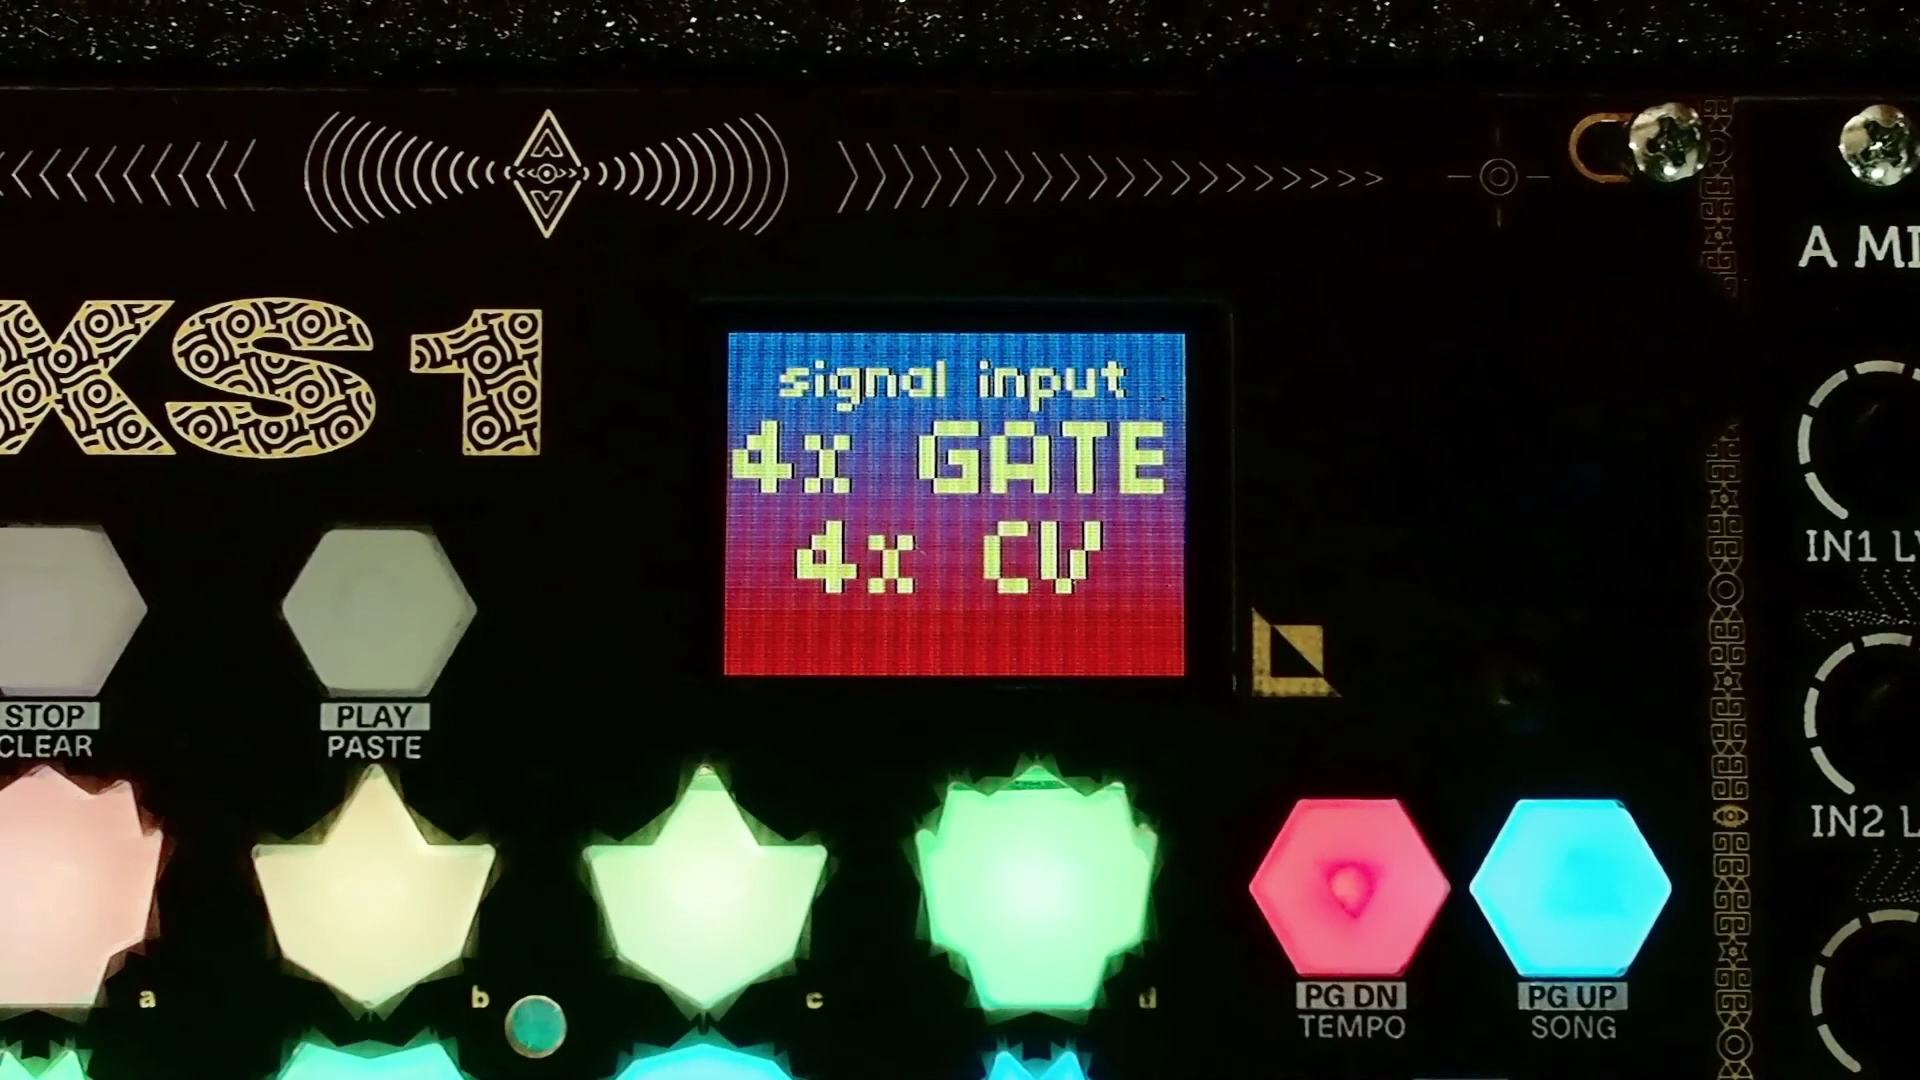 XS1
signal input
4x GATE
4x CV
STOP
CLEAR
PLAY
PASTE
a
b
c
d
PG DN
TEMPO
PG UP
SONG
A MI
IN1 L
IN2 L